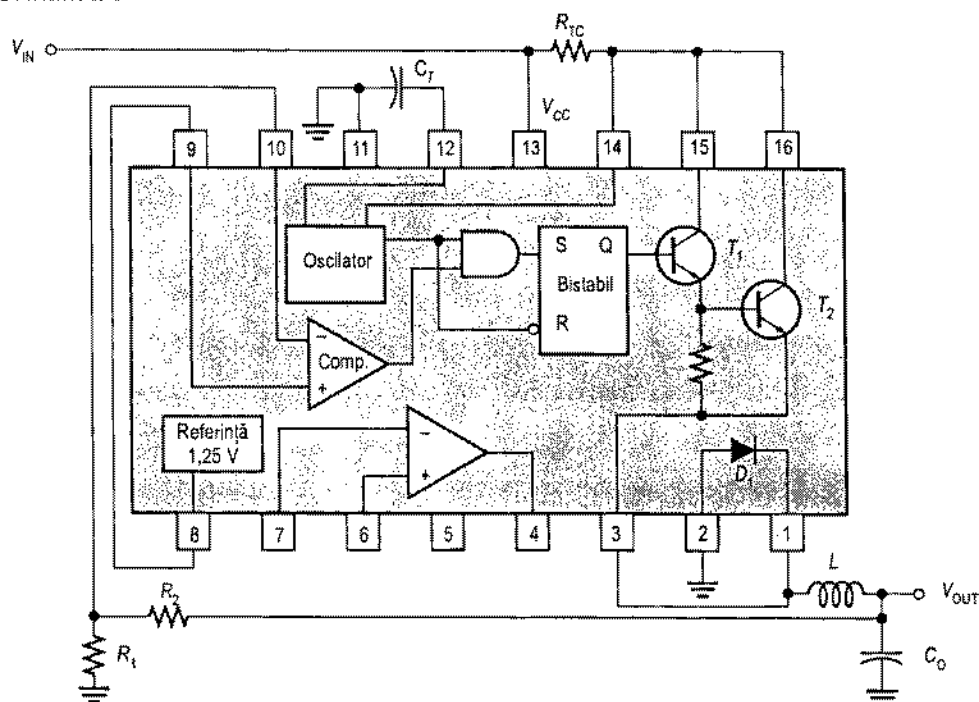 R_TC
V_IN
C_T
V_CC
9 10 11 12 13 14 15 16
Oscilator
S Q
Bistabil
R
T_1
T_2
−
Comp.
+
Referință
1,25 V
−
+
D_1
8 7 6 5 4 3 2 1
L
V_OUT
R_2
R_1
C_O